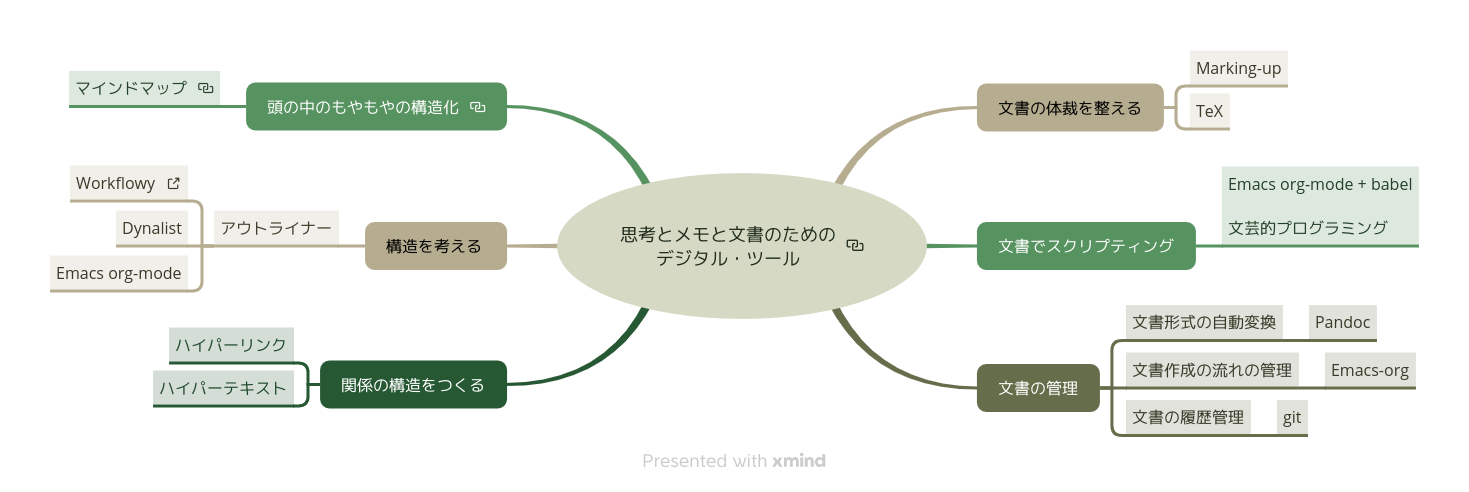 思考とメモと文書のための
デジタル・ツール
頭の中のもやもやの構造化
マインドマップ
構造を考える
アウトライナー
Workflowy
Dynalist
Emacs org-mode
関係の構造をつくる
ハイパーリンク
ハイパーテキスト
文書の体裁を整える
Marking-up
TeX
文書でスクリプティング
Emacs org-mode + babel
文芸的プログラミング
文書の管理
文書形式の自動変換
Pandoc
文書作成の流れの管理
Emacs-org
文書の履歴管理
git
Presented with xmind